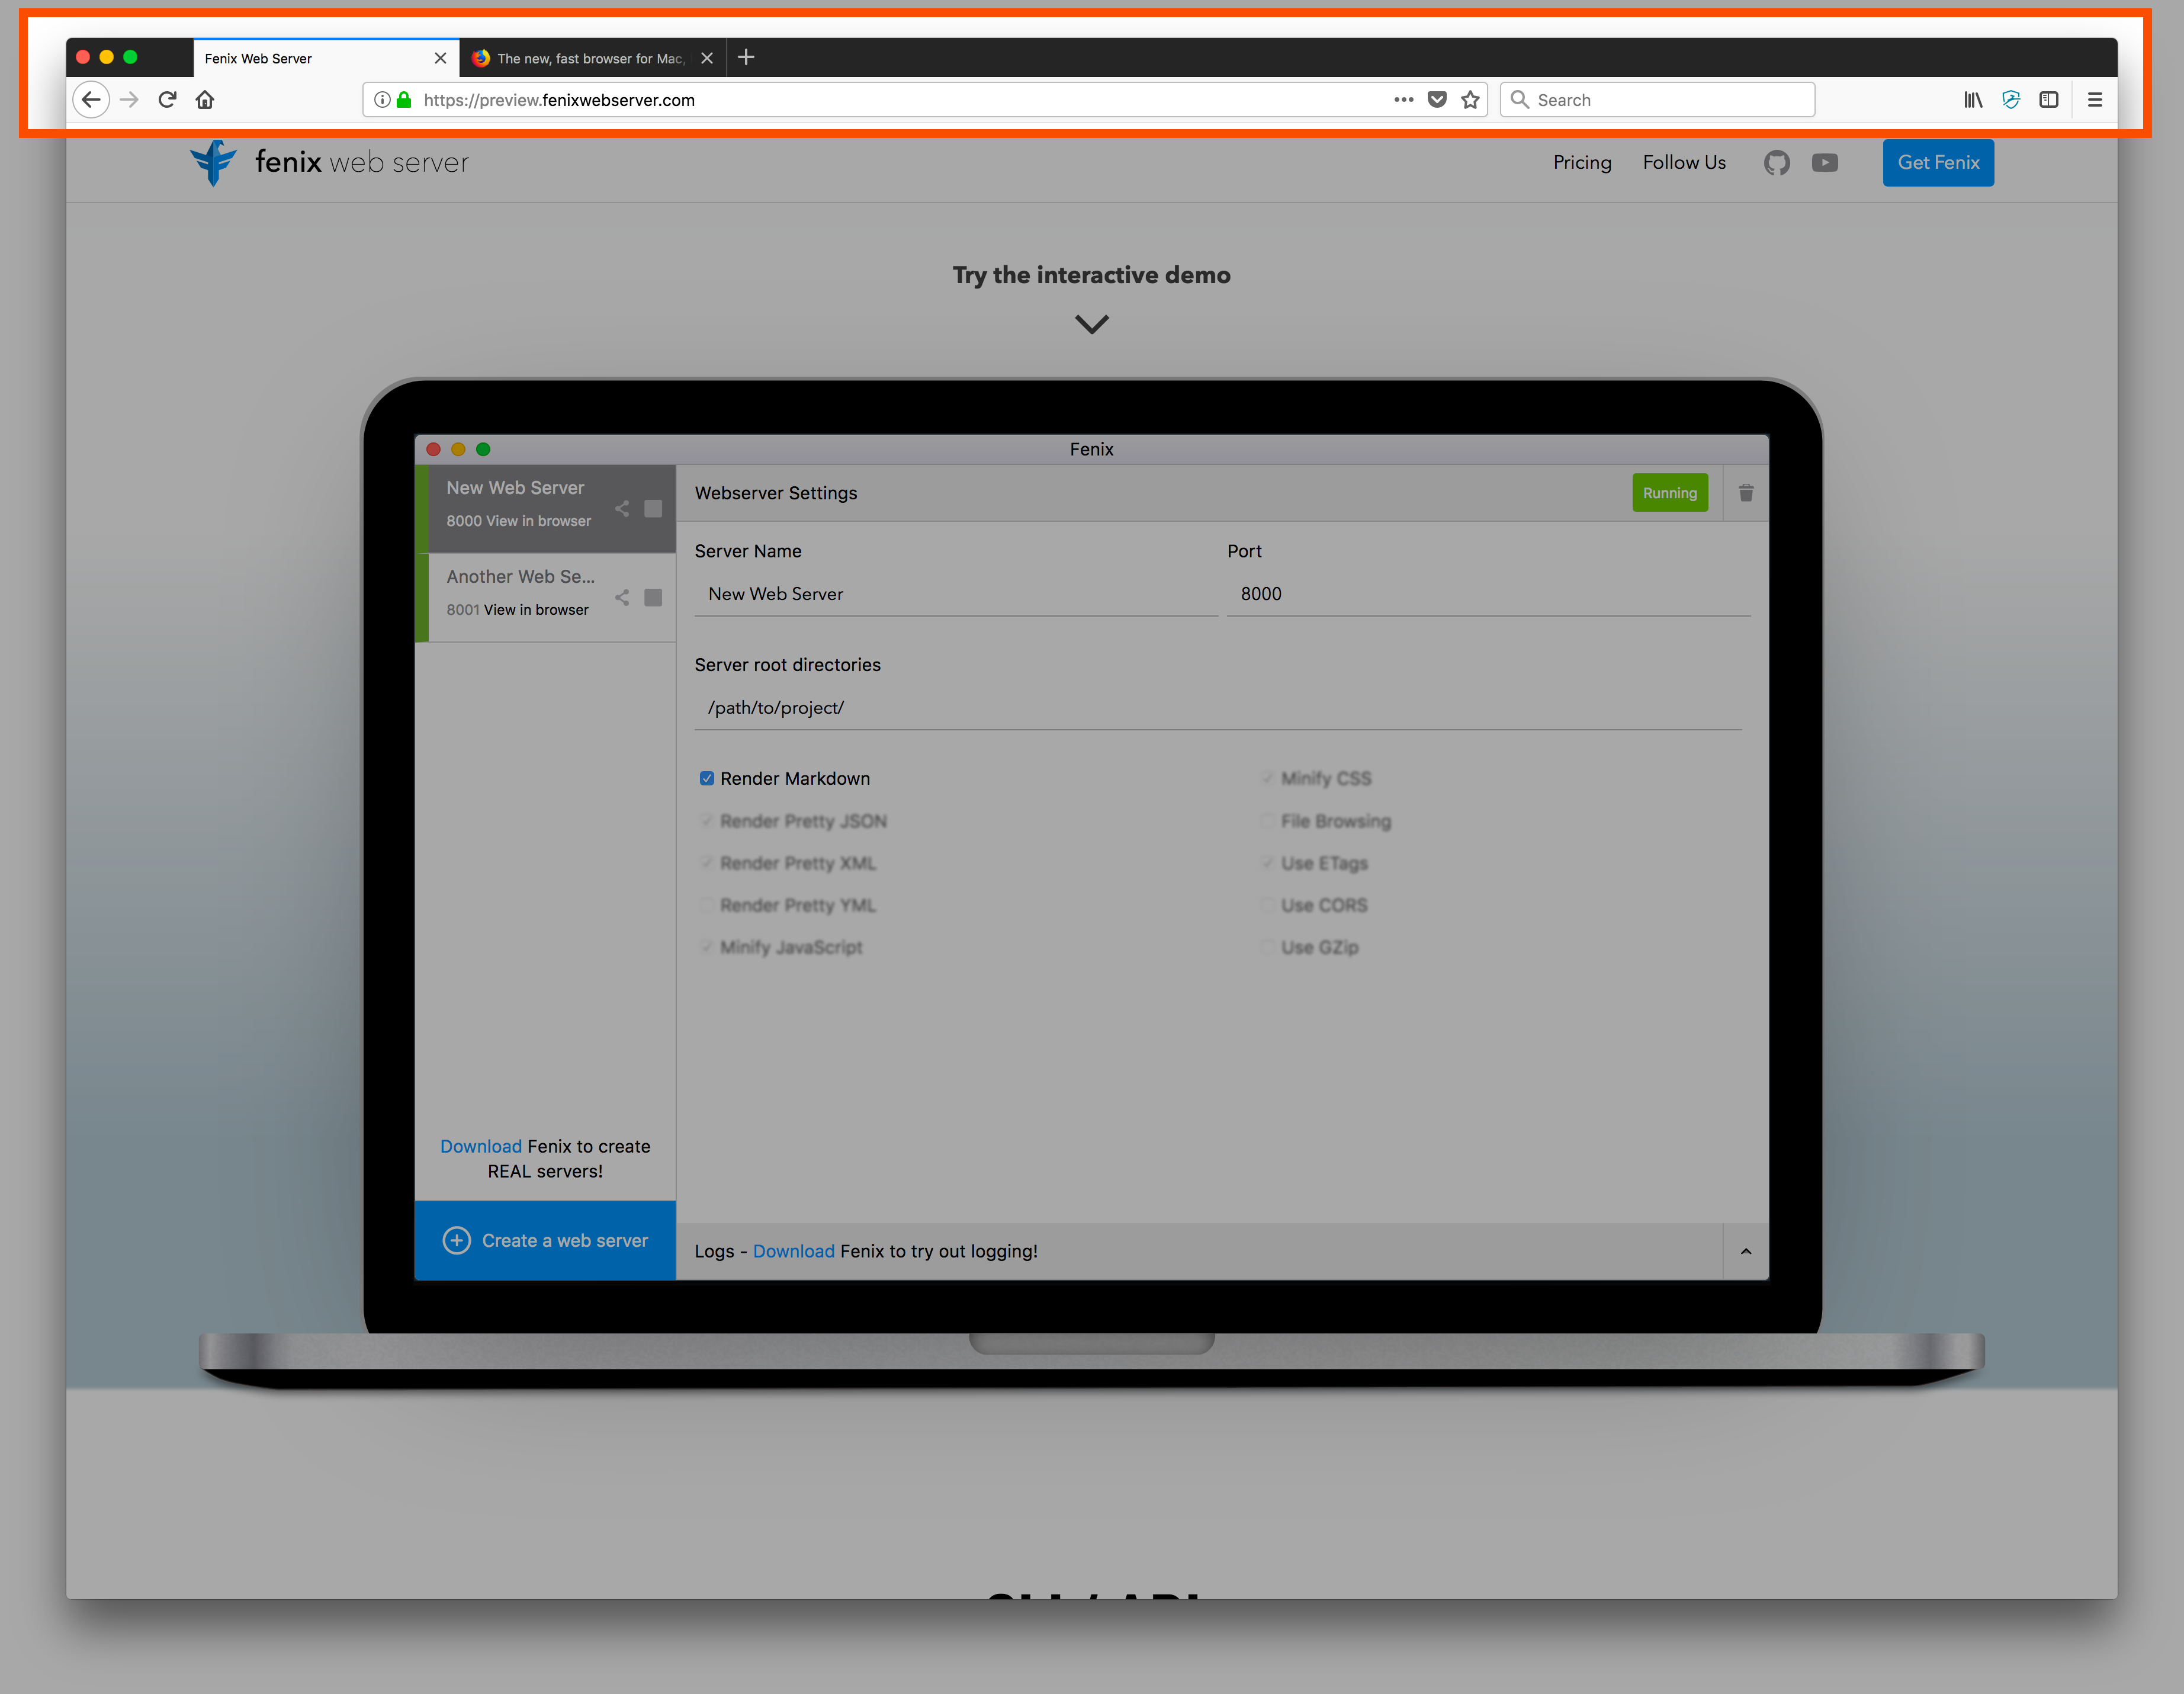 Fenix Web Server
The new, fast browser for Mac,
https://preview.fenixwebserver.com
Search
fenix web server
Pricing
Follow Us
Get Fenix
Try the interactive demo
Fenix
New Web Server
8000 View in browser
Another Web Se...
8001 View in browser
Download Fenix to create
REAL servers!
Create a web server
Webserver Settings
Running
Server Name
Port
New Web Server
8000
Server root directories
/path/to/project/
Render Markdown
Minify CSS
Render Pretty JSON
File Browsing
Render Pretty XML
Use ETags
Render Pretty YML
Use CORS
Minify JavaScript
Use GZip
Logs - Download Fenix to try out logging!